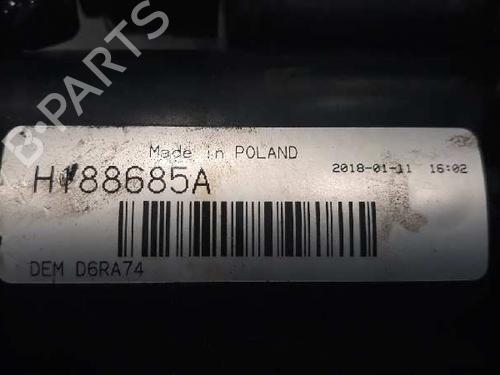 B-PARTS
Made in POLAND
2018-01-11 16:02
H188685A
DEM D6RA74